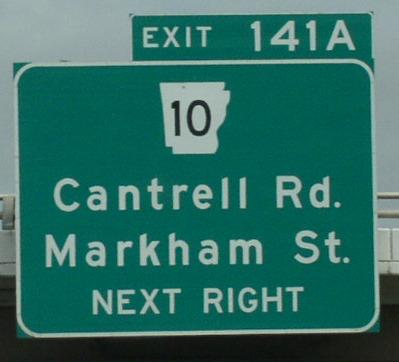 EXIT 141A
10
Cantrell Rd.
Markham St.
NEXT RIGHT